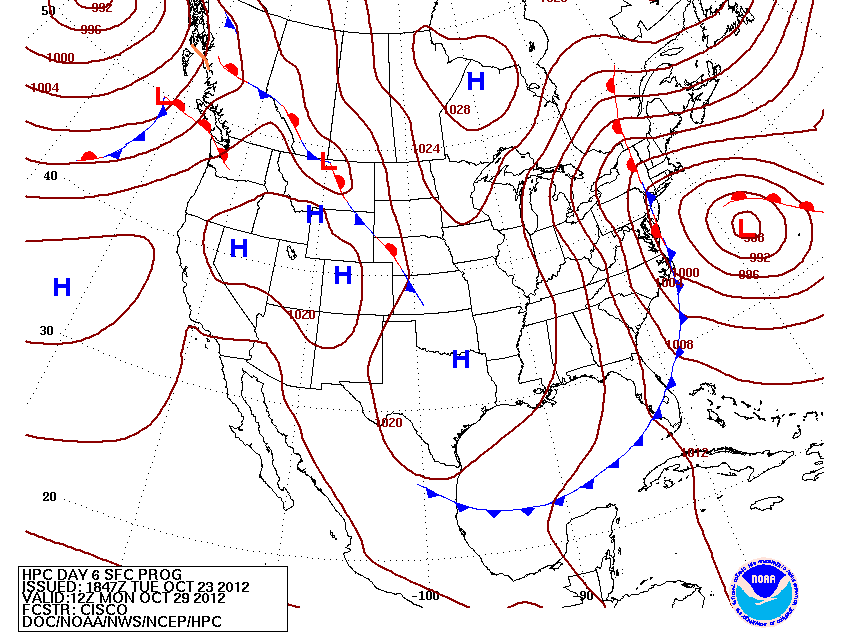 50
992
996
1000
1004
L
40
H
1028
1024
L
H
H
H
H
30
1020
H
1020
L
988
992
996
1000
1004
1008
1012
20
-100
-90
HPC DAY 6 SFC PROG
ISSUED: 1847Z TUE OCT 23 2012
VALID:12Z MON OCT 29 2012
FCSTR: CISCO
DOC/NOAA/NWS/NCEP/HPC
NOAA